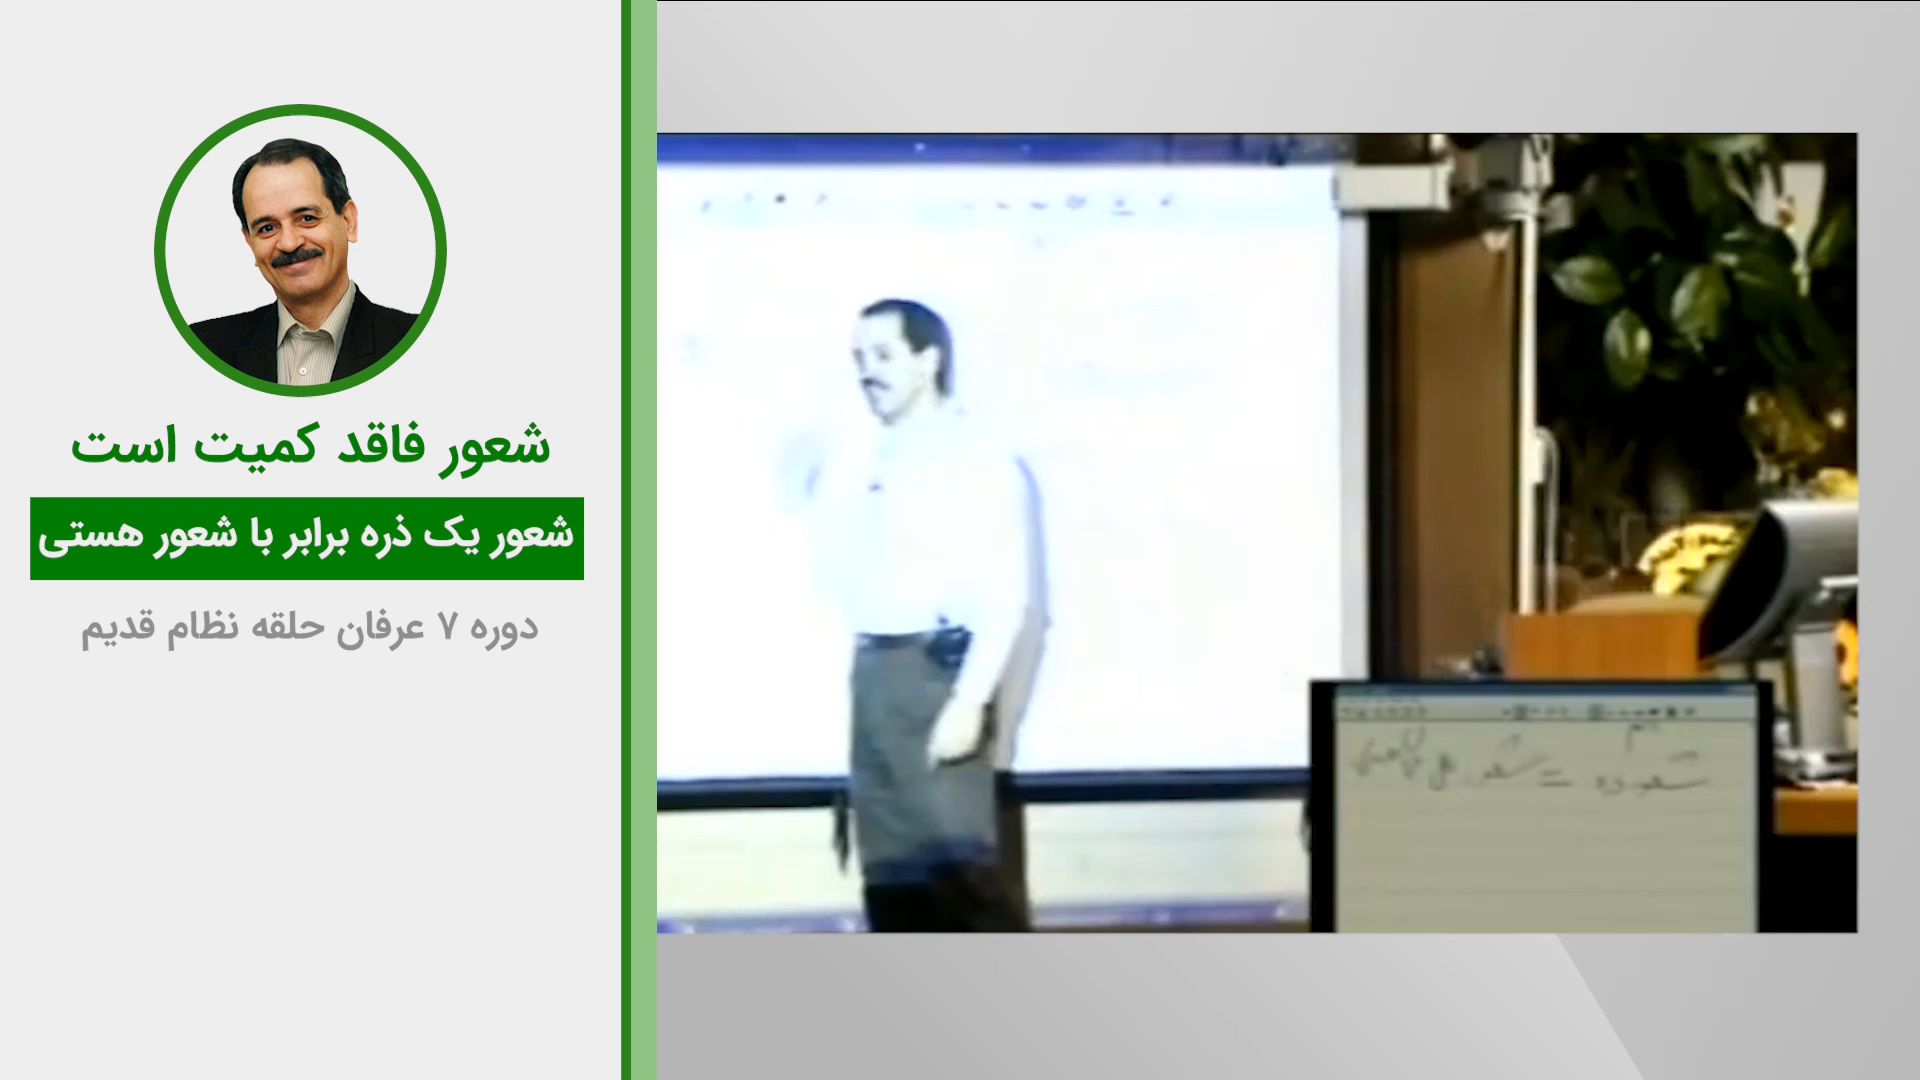 شعور فاقد کمیت است
شعور یک ذره برابر با شعور هستی
دوره ۷ عرفان حلقه نظام قدیم